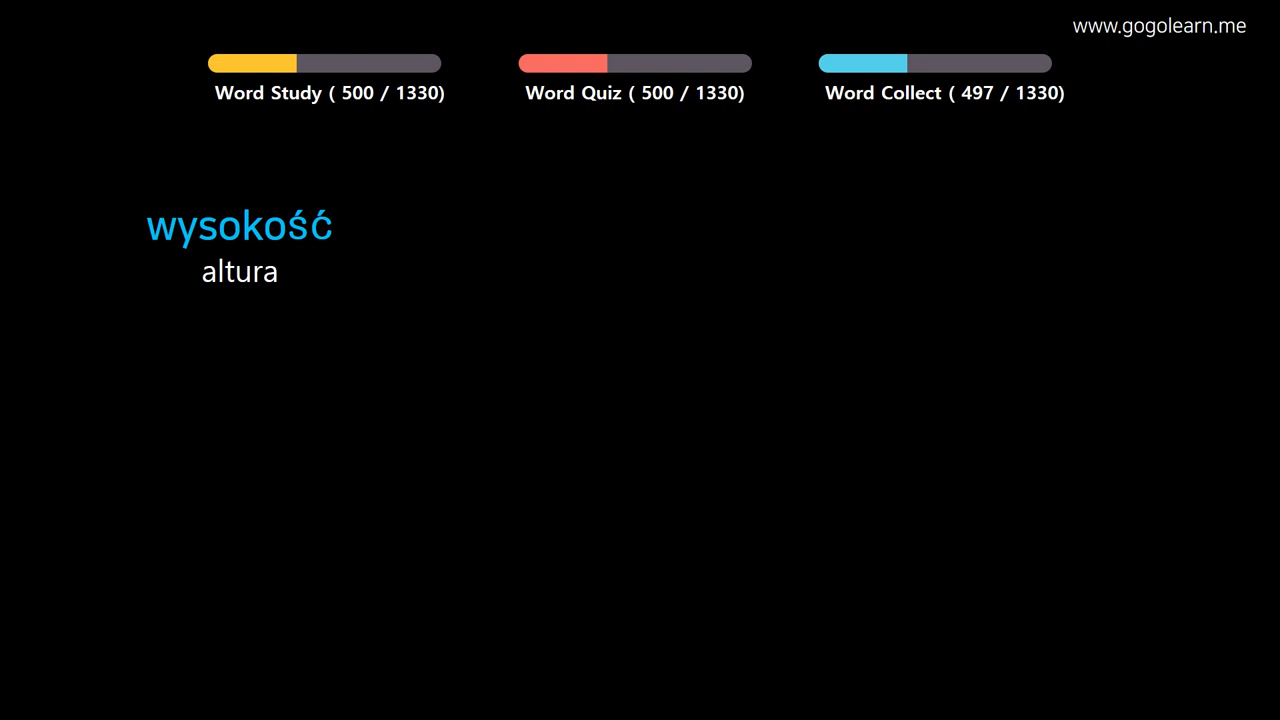 www.gogolearn.me
Word Study ( 500 / 1330)
Word Quiz ( 500 / 1330)
Word Collect ( 497 / 1330)
wysokość
altura